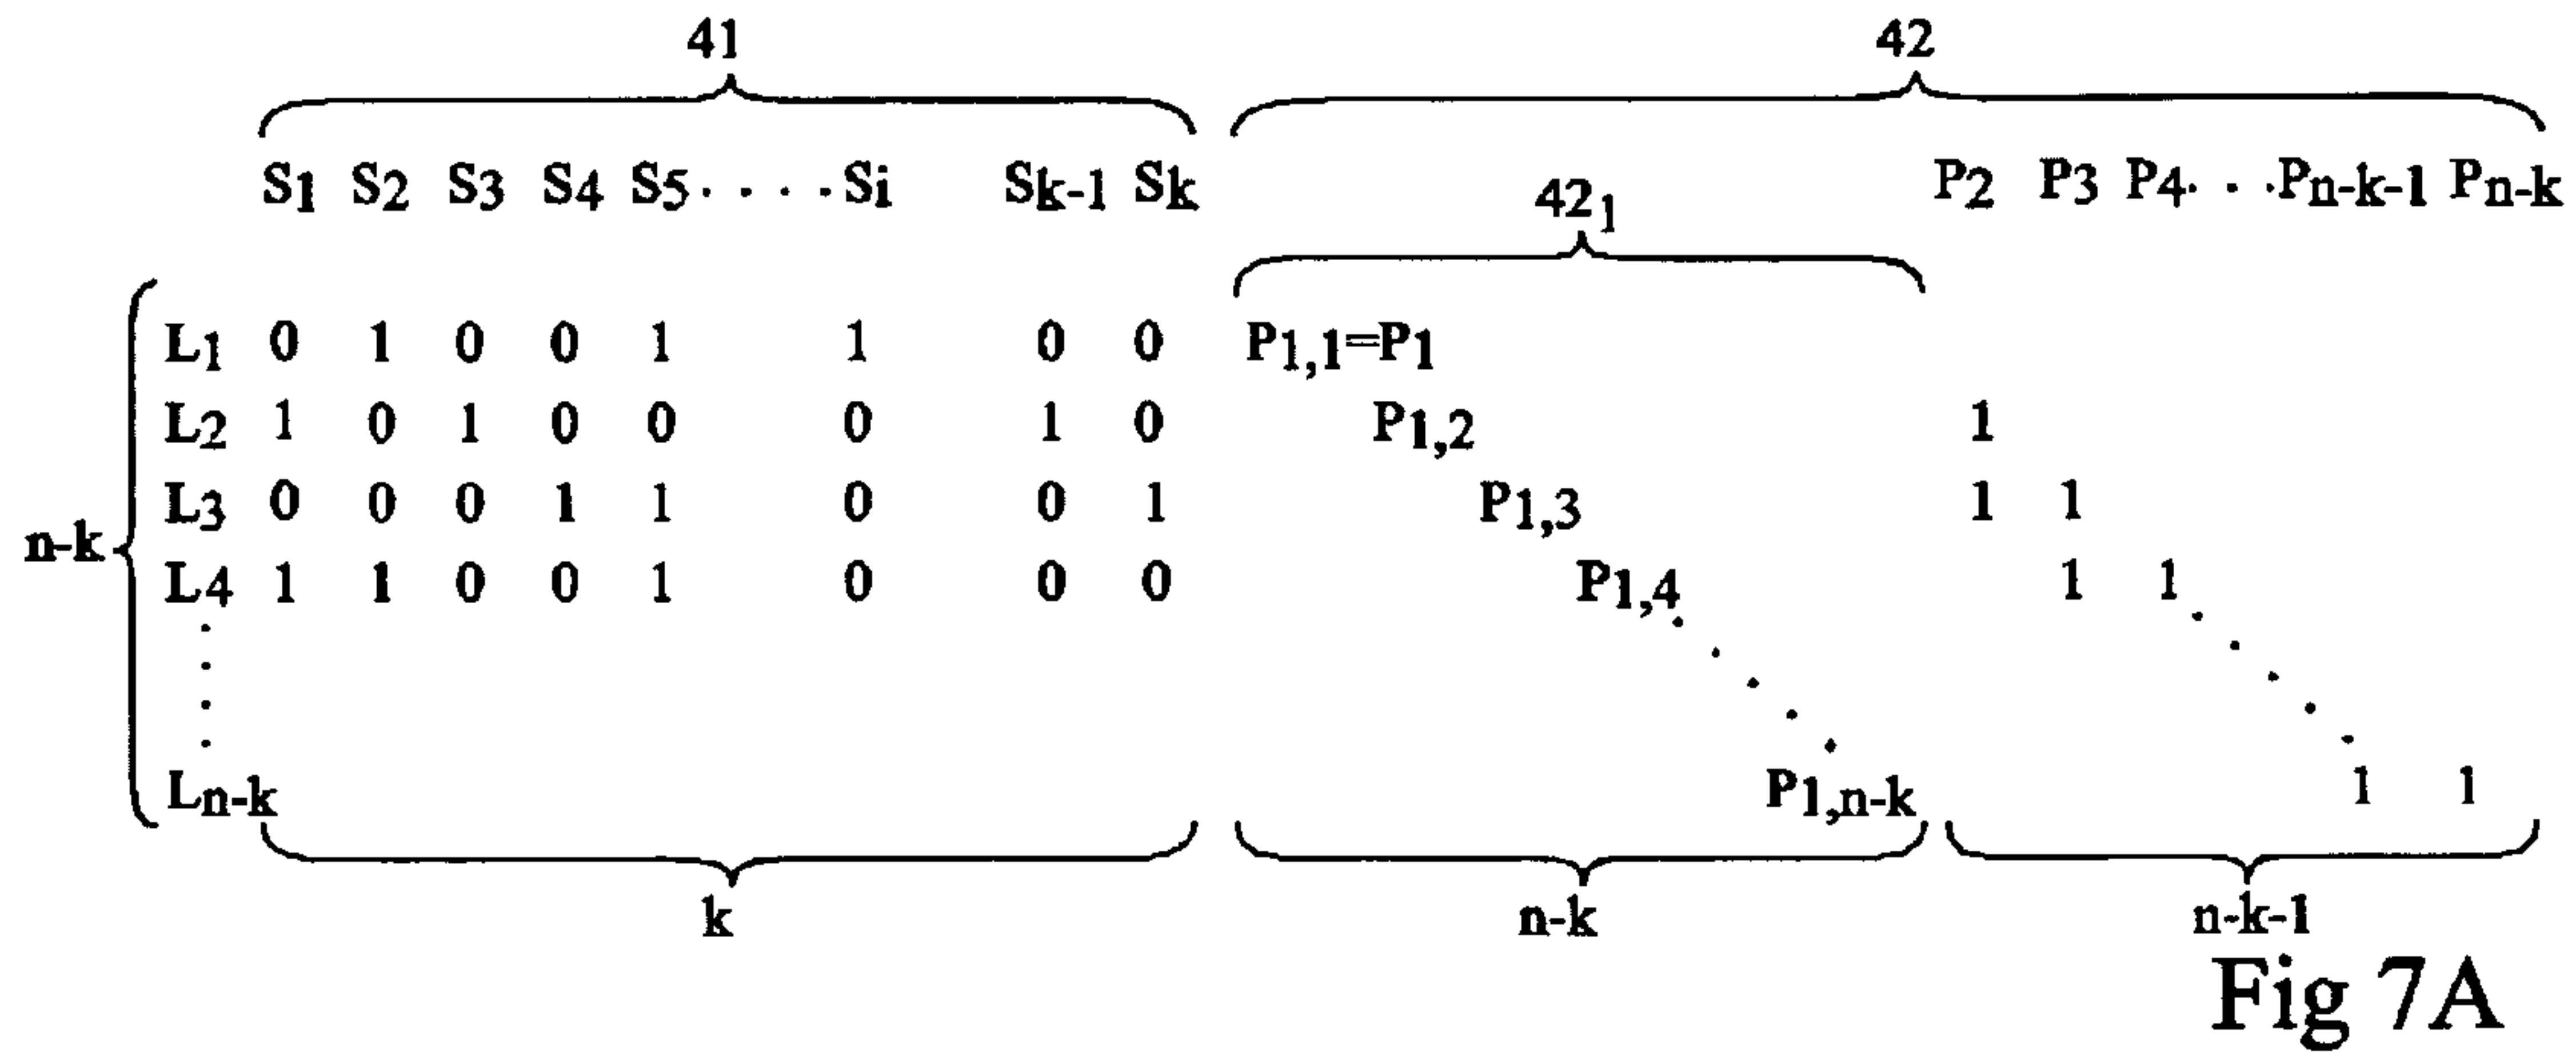 41 42
S1 S2 S3 S4 S5 . . . . Si Sk-1 Sk P2 P3 P4 . . . Pn-k-1 Pn-k
42₁
L1 0 1 0 0 1 1 0 0 P1,1=P1
L2 1 0 1 0 0 0 1 0 P1,2 1
L3 0 0 0 1 1 0 0 1 P1,3 1 1
n-k
L4 1 1 0 0 1 0 0 0 P1,4 1 1
Ln-k P1,n-k 1 1
k n-k n-k-1
Fig 7A